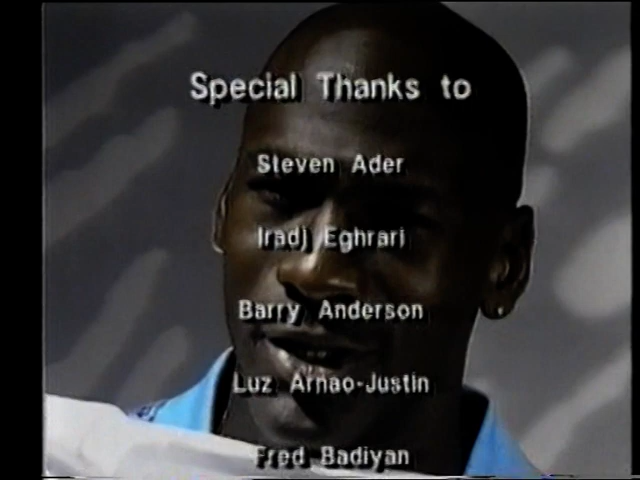 Special Thanks to
Steven Ader
Iradj Eghrari
Barry Anderson
Luz Arnao-Justin
Fred Badiyan